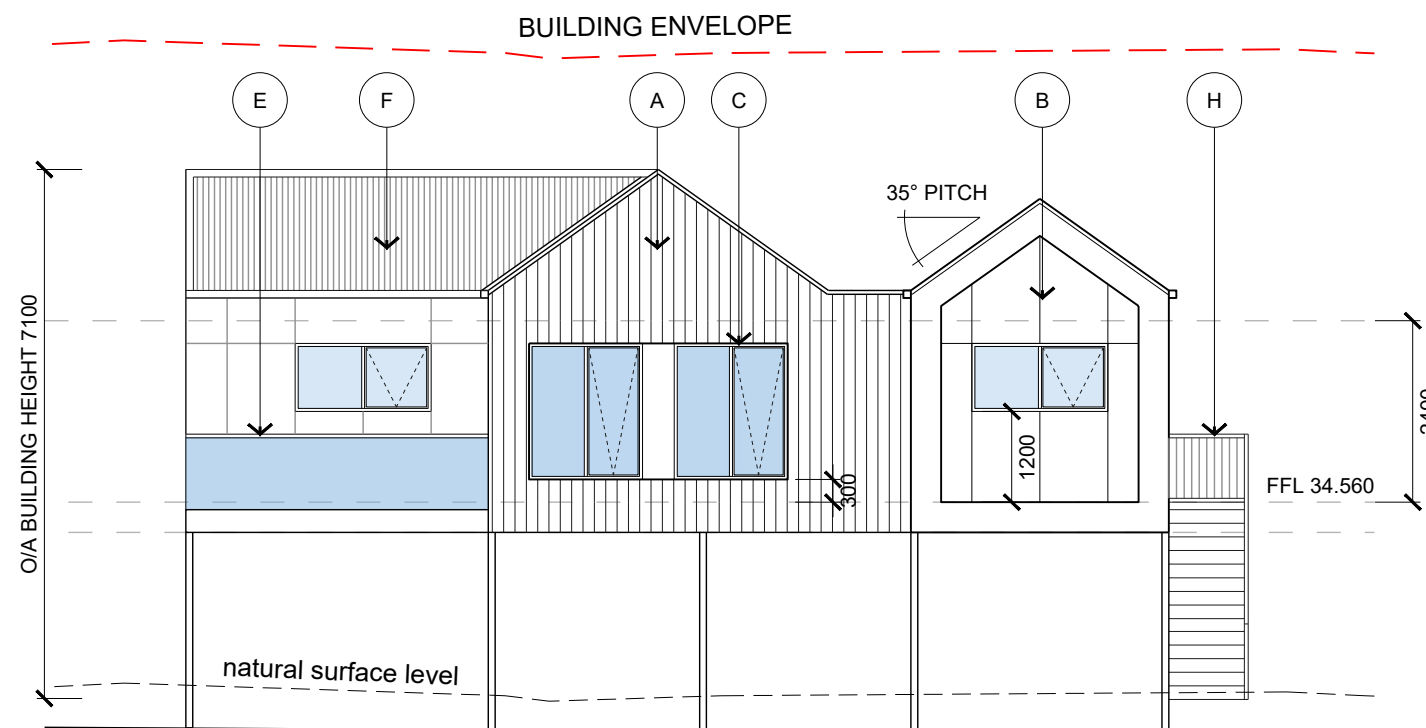 BUILDING ENVELOPE
E
F
A
C
B
H
35° PITCH
O/A BUILDING HEIGHT 7100
1200
300
FFL 34.560
natural surface level